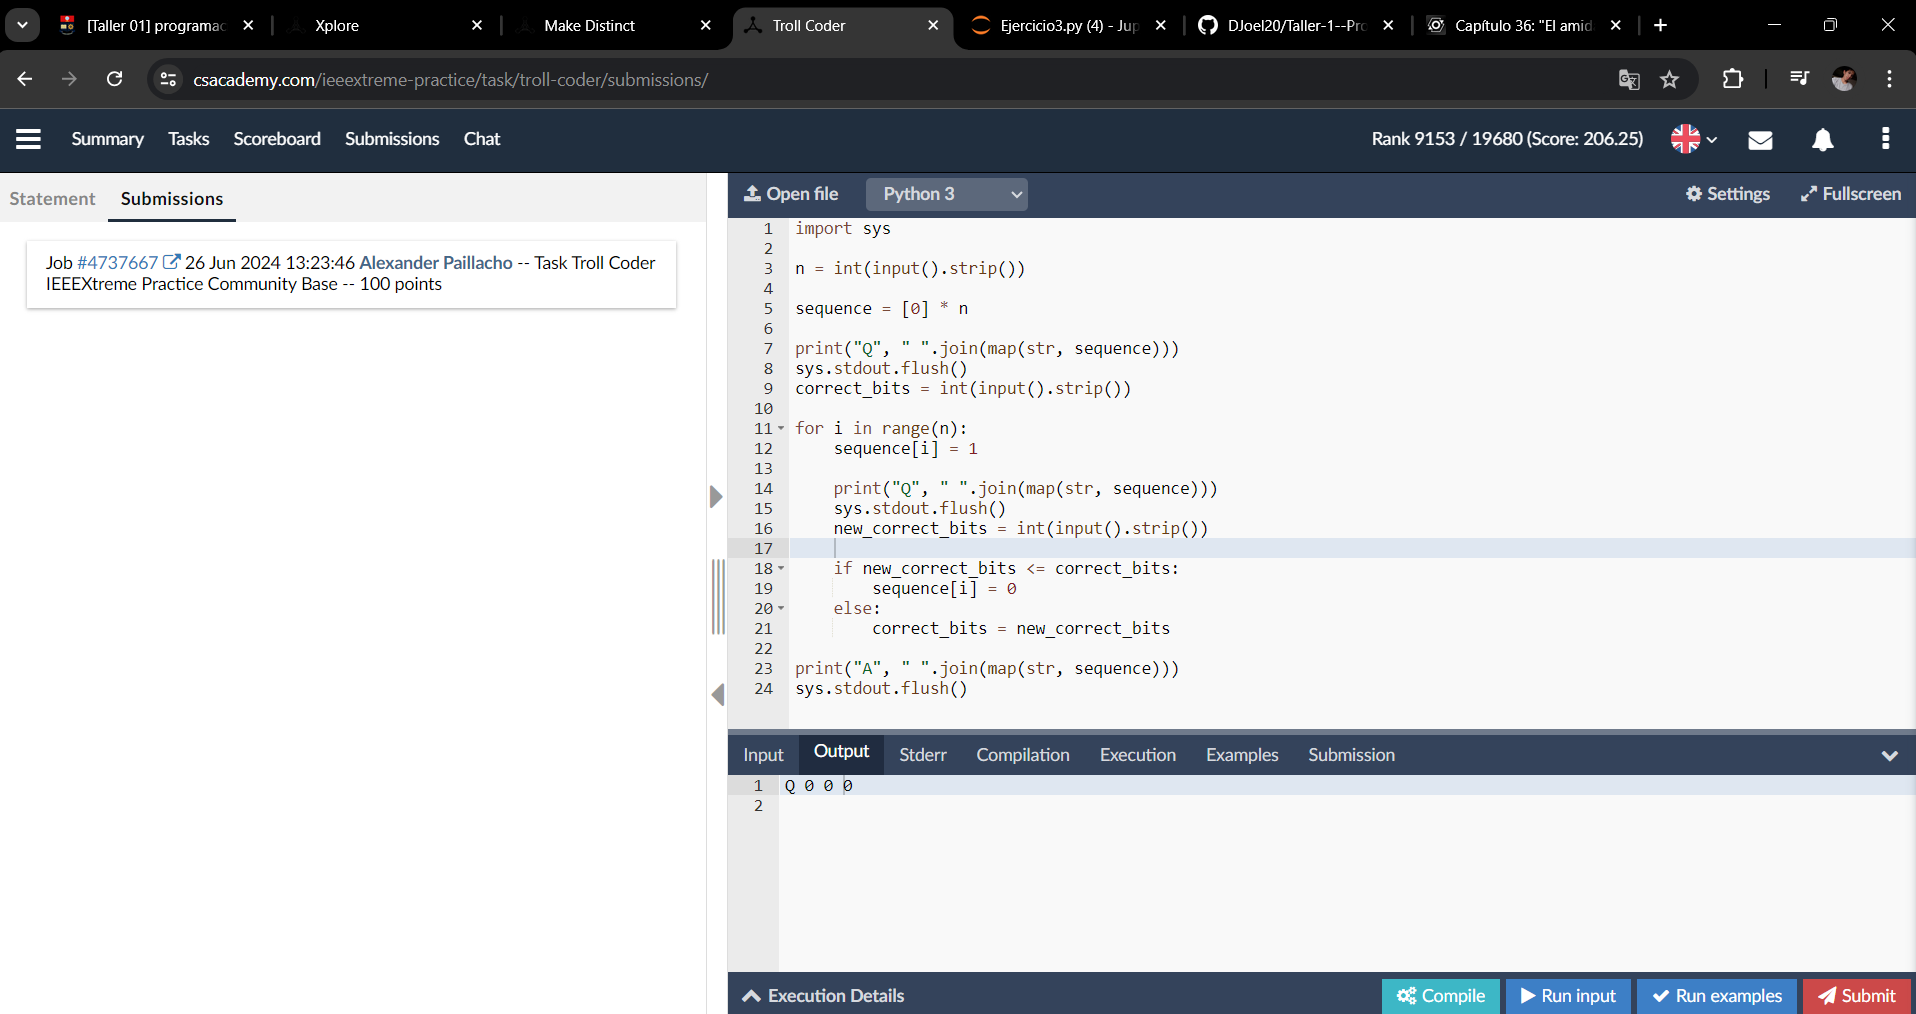 [Taller 01] programac
Xplore
Make Distinct
Troll Coder
Ejercicio3.py (4) - Jup
DJoel20/Taller-1--Pro
Capítulo 36: "El amid
csacademy.com/ieeextreme-practice/task/troll-coder/submissions/
Summary Tasks Scoreboard Submissions Chat
Rank 9153 / 19680 (Score: 206.25)
Statement Submissions
Job #4737667 26 Jun 2024 13:23:46 Alexander Paillacho -- Task Troll Coder
IEEEXtreme Practice Community Base -- 100 points
Open file Python 3 Settings Fullscreen
1 import sys
2
3 n = int(input().strip())
4
5 sequence = [0] * n
6
7 print("Q", " ".join(map(str, sequence)))
8 sys.stdout.flush()
9 correct_bits = int(input().strip())
10
11 for i in range(n):
12 sequence[i] = 1
13
14 print("Q", " ".join(map(str, sequence)))
15 sys.stdout.flush()
16 new_correct_bits = int(input().strip())
17
18 if new_correct_bits <= correct_bits:
19 sequence[i] = 0
20 else:
21 correct_bits = new_correct_bits
22
23 print("A", " ".join(map(str, sequence)))
24 sys.stdout.flush()
Input Output Stderr Compilation Execution Examples Submission
1 Q 0 0 0
2
Execution Details Compile Run input Run examples Submit